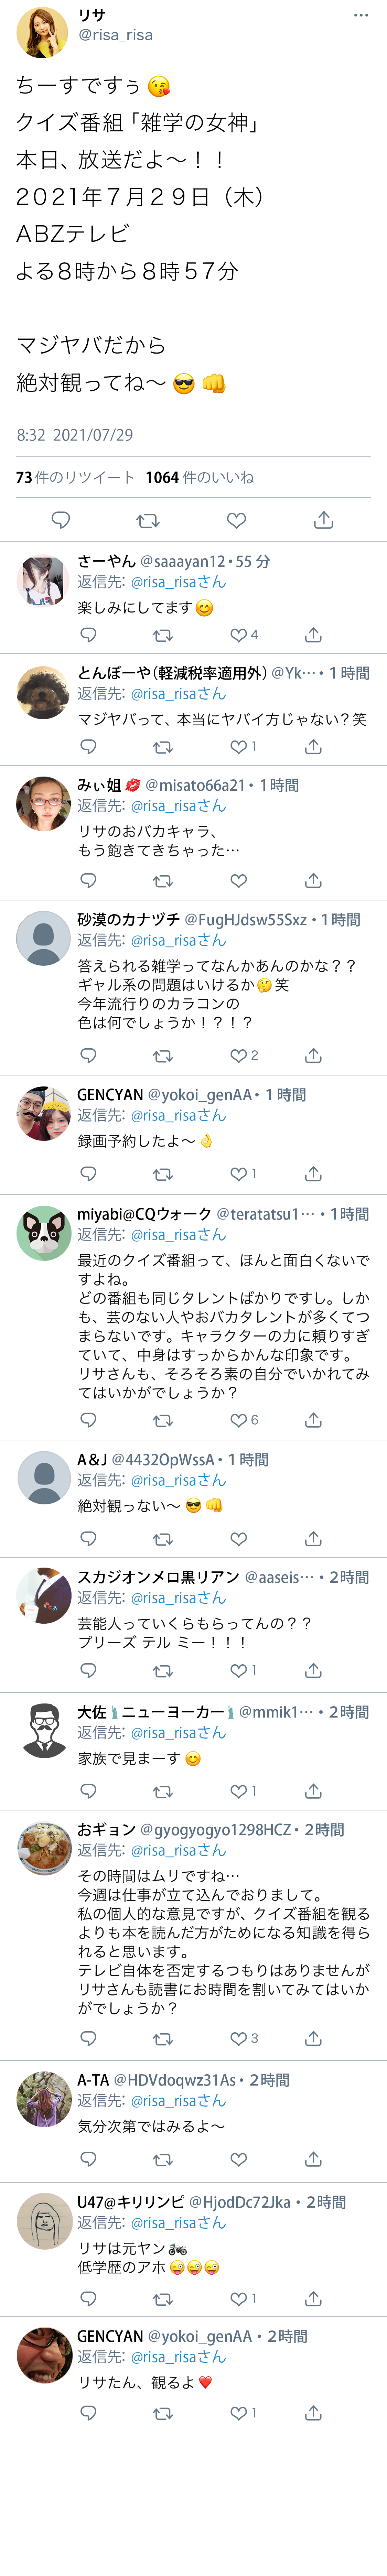 リサ
@risa_risa
ちーすですぅ😘
クイズ番組「雑学の女神」
本日、放送だよ〜！！
２０２１年７月２９日（木）
ＡＢＺテレビ
よる８時から８時５７分
マジヤバだから
絶対観ってね〜😎👊
8:32 2021/07/29
73件のリツイート 1064件のいいね
さーやん @saaayan12・55 分
返信先: @risa_risaさん
楽しみにしてます😊
4
とんぼーや（軽減税率適用外）@Yk…・1 時間
返信先: @risa_risaさん
マジヤバって、本当にヤバイ方じゃない？笑
1
みぃ姐💋 @misato66a21・1時間
返信先: @risa_risaさん
リサのおバカキャラ、
もう飽きてきちゃった…
砂漠のカナヅチ @FugHJdsw55Sxz・1時間
返信先: @risa_risaさん
答えられる雑学ってなんかあんのかな？？
ギャル系の問題はいけるか🤔笑
今年流行りのカラコンの
色は何でしょうか！？！？
2
GENCYAN @yokoi_genAA・1 時間
返信先: @risa_risaさん
録画予約したよ〜👌
1
miyabi@CQウォーク @teratatsu1…・1時間
返信先: @risa_risaさん
最近のクイズ番組って、ほんと面白くないで
すよね。
どの番組も同じタレントばかりですし。しか
も、芸のない人やおバカタレントが多くてつ
まらないです。キャラクターの力に頼りすぎ
ていて、中身はすっからかんな印象です。
リサさんも、そろそろ素の自分でいかれてみ
てはいかがでしょうか？
6
A＆J @4432OpWssA・1 時間
返信先: @risa_risaさん
絶対観っない〜😎👊
スカジオンメロ黒リアン @aaseis…・2時間
返信先: @risa_risaさん
芸能人っていくらもらってんの？？
プリーズ テル ミー！！！
1
大佐🗽ニューヨーカー🗽@mmik1…・2時間
返信先: @risa_risaさん
家族で見まーす😊
1
おギョン @gyogyogyo1298HCZ・2時間
返信先: @risa_risaさん
その時間はムリですね…
今週は仕事が立て込んでおりまして。
私の個人的な意見ですが、クイズ番組を観る
よりも本を読んだ方がためになる知識を得ら
れると思います。
テレビ自体を否定するつもりはありませんが
リサさんも読書にお時間を割いてみてはいか
がでしょうか？
3
A-TA @HDVdoqwz31As・2時間
返信先: @risa_risaさん
気分次第ではみるよ〜
U47@キリリンピ @HjodDc72Jka・2時間
返信先: @risa_risaさん
リサは元ヤン🏍
低学歴のアホ😜😜😜
1
GENCYAN @yokoi_genAA・2時間
返信先: @risa_risaさん
リサたん、観るよ❤
1